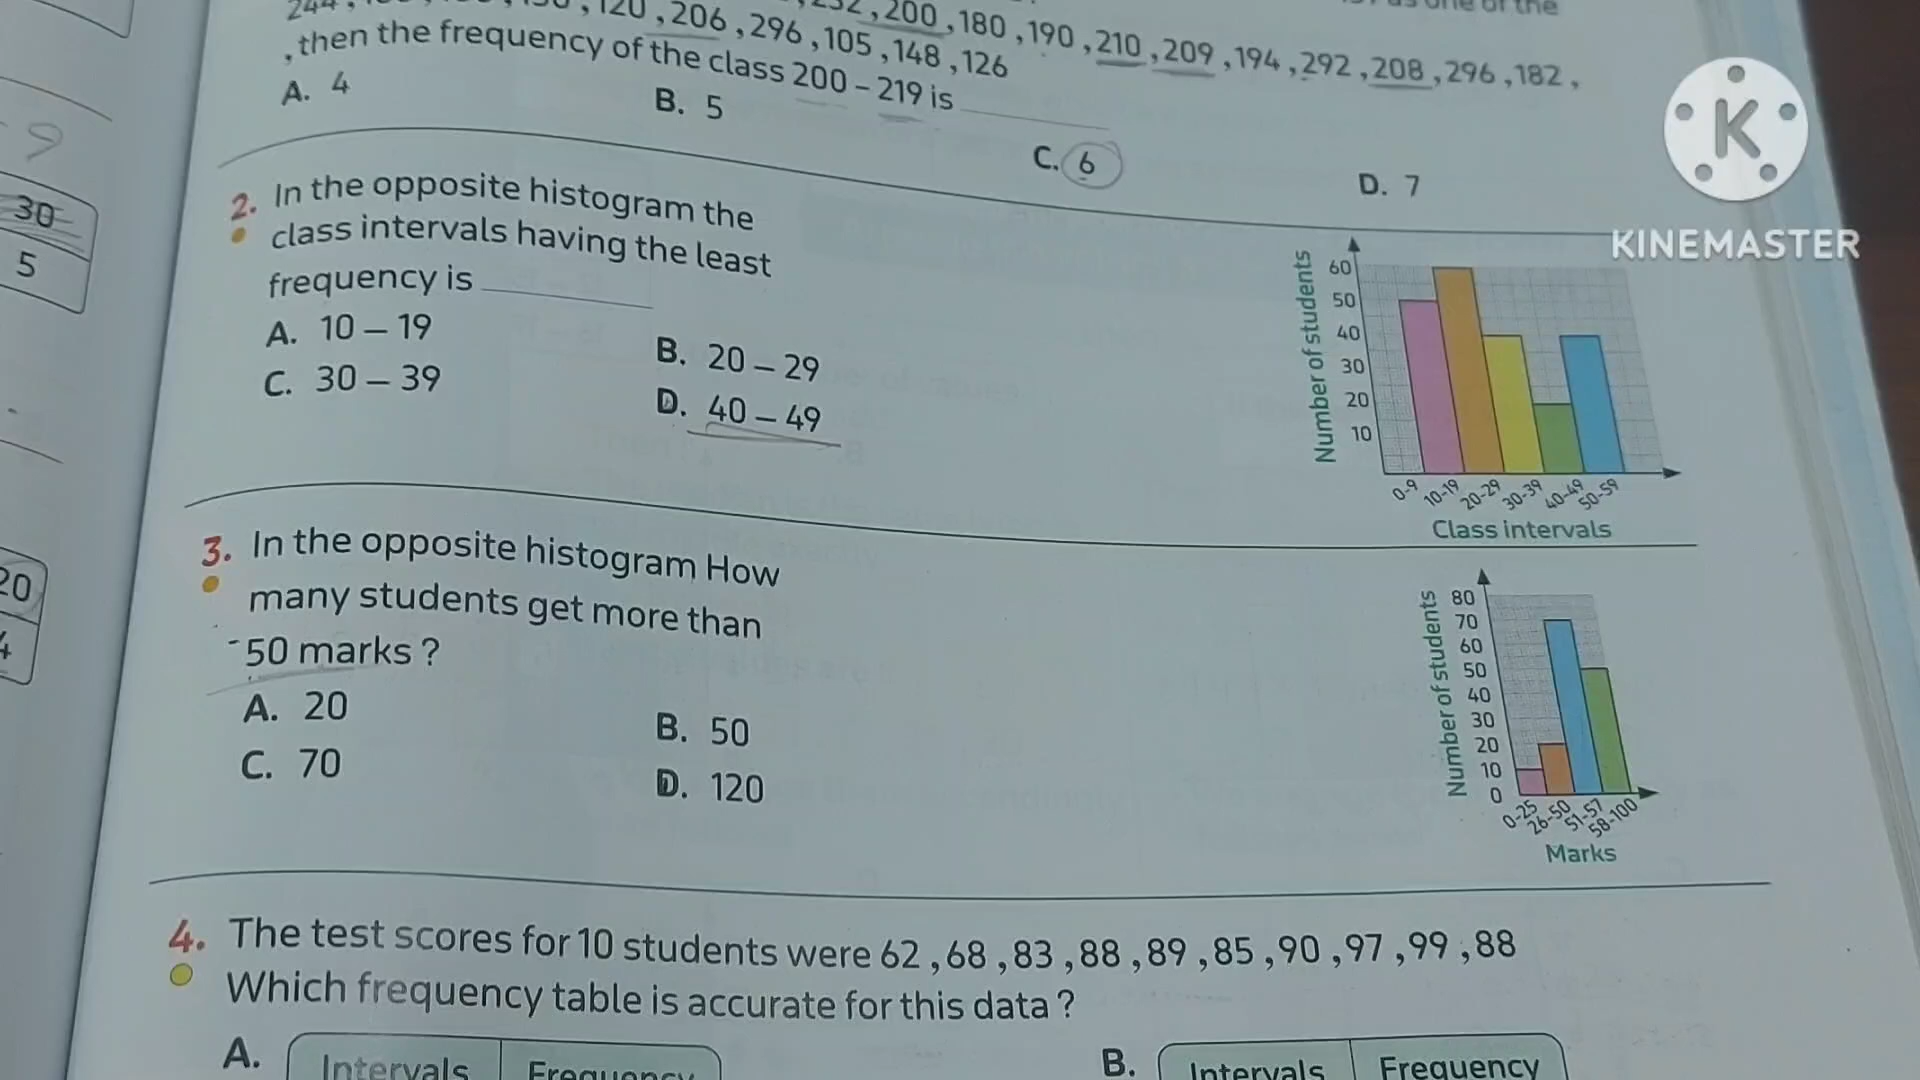 ,120 ,206 ,296 ,105 ,148 ,126
,200 ,180 ,190 ,210 ,209 ,194 ,292 ,208 ,296 ,182 ,
, then the frequency of the class 200 – 219 is
A. 4
B. 5
C. 6
D. 7
9
30
5
20
4
K
KINEMASTER
2. In the opposite histogram the
class intervals having the least
frequency is
A. 10 – 19
B. 20 – 29
C. 30 – 39
D. 40 – 49
Number of students
60
50
40
30
20
10
0-9
10-19
20-29
30-39
40-49
50-59
Class intervals
3. In the opposite histogram How
many students get more than
50 marks ?
A. 20
B. 50
C. 70
D. 120
Number of students
80
70
60
50
40
30
20
10
0
0-25
26-50
51-57
58-100
Marks
4. The test scores for 10 students were 62 , 68 , 83 , 88 , 89 , 85 , 90 , 97 , 99 , 88
Which frequency table is accurate for this data ?
A.
Intervals
Frequency
B.
Intervals
Frequency